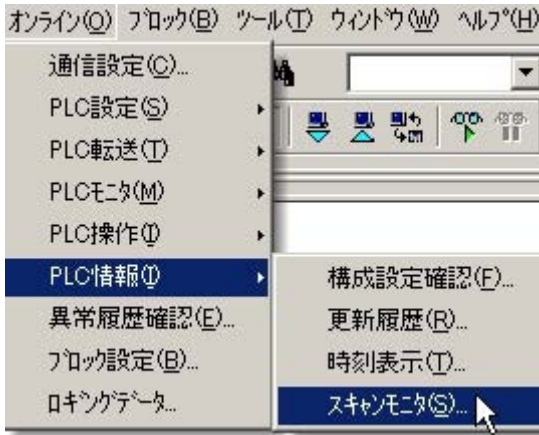 オンライン(O) ブロック(B) ツール(T) ウィンドウ(W) ヘルプ(H)
通信設定(C)...
PLC設定(S)
PLC転送(T)
PLCモニタ(M)
PLC操作(I)
PLC情報(I)
異常履歴確認(E)...
ブロック設定(B)...
ロギングデータ...
構成設定確認(F)...
更新履歴(R)...
時刻表示(T)...
スキャンモニタ(S)...